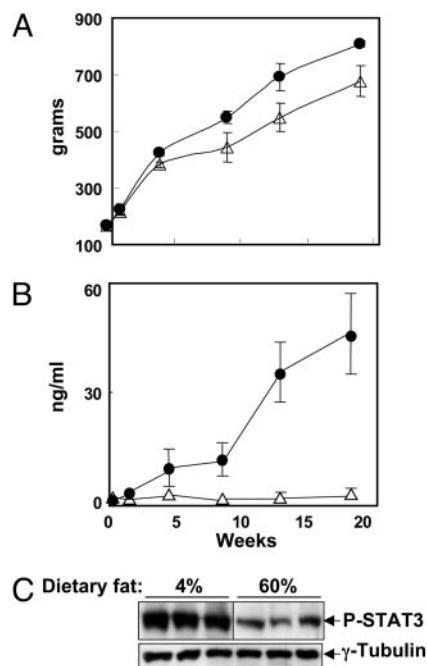 A
900
700
500
300
100
grams
B
60
30
0
ng/ml
0 5 10 15 20
Weeks
C Dietary fat: 4% 60%
P-STAT3
γ-Tubulin